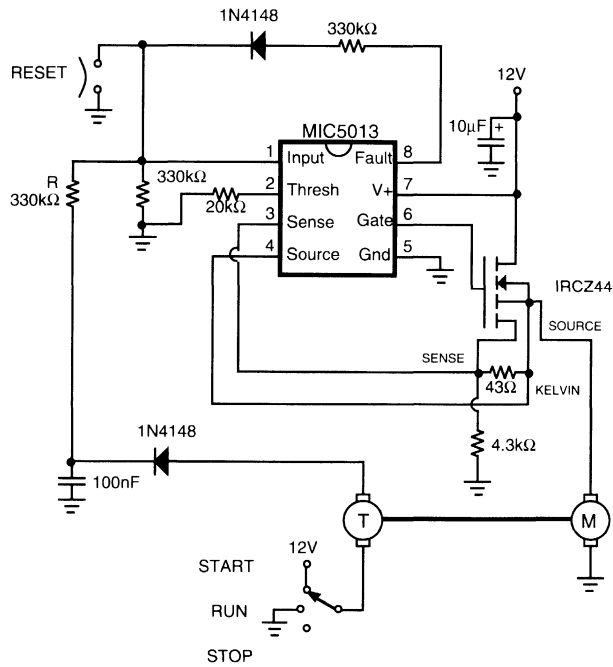 1N4148
330kΩ
RESET
12V
10µF +
MIC5013
1 Input Fault 8
2 Thresh V+ 7
3 Sense Gate 6
4 Source Gnd 5
R
330kΩ
330kΩ
20kΩ
IRCZ44
SOURCE
SENSE
43Ω
KELVIN
1N4148
4.3kΩ
100nF
T
M
12V
START
RUN
STOP